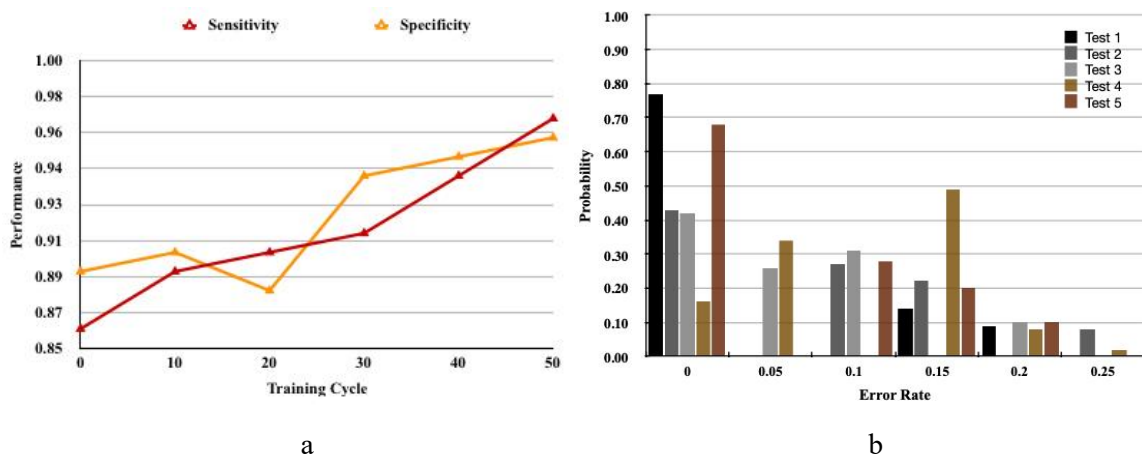 Sensitivity Specificity
1.00
0.98
0.96
0.94
0.93
0.91
0.89
0.87
0.85
Performance
0 10 20 30 40 50
Training Cycle
a
1.00
0.90
0.80
0.70
0.60
0.50
0.40
0.30
0.20
0.10
0.00
Probability
Test 1
Test 2
Test 3
Test 4
Test 5
0 0.05 0.1 0.15 0.2 0.25
Error Rate
b